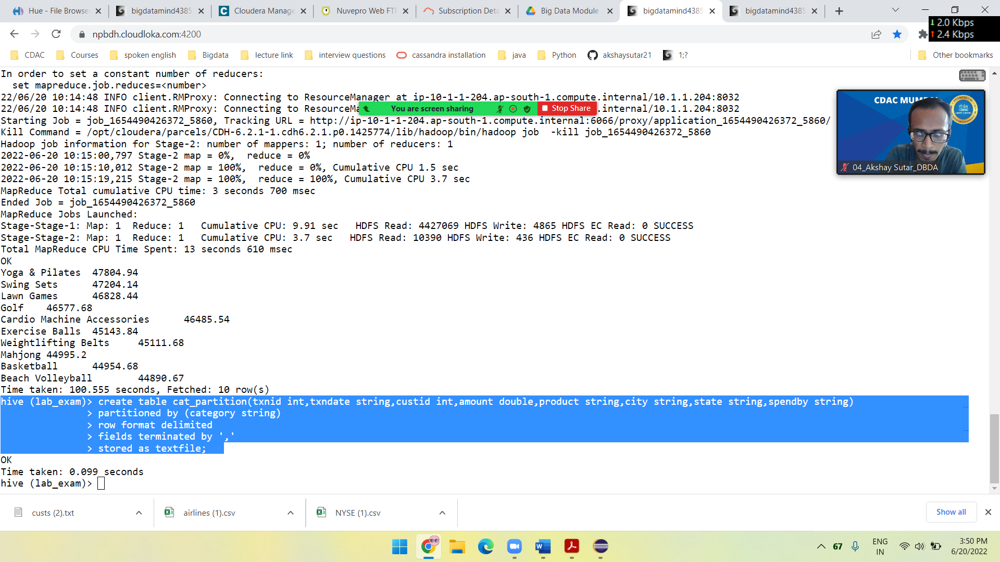 Hue - File Browse
bigdatamind4385
Cloudera Manage
Nuvepro Web FTP
Subscription Deta
Big Data Module
bigdatamind4385
bigdatamind4385
2.0 Kbps
2.4 Kbps
npbdh.cloudloka.com:4200
CDAC
Courses
spoken english
Bigdata
lecture link
interview questions
cassandra installation
java
Python
akshaysutar21
1;?
Other bookmarks
In order to set a constant number of reducers:
set mapreduce.job.reduces=<number>
22/06/20 10:14:48 INFO client.RMProxy: Connecting to ResourceManager at ip-10-1-1-204.ap-south-1.compute.internal/10.1.1.204:8032
22/06/20 10:14:48 INFO client.RMProxy: Connecting to ResourceMa .internal/10.1.1.204:8032
You are screen sharing
Stop Share
Starting Job = job_1654490426372_5860, Tracking URL = http://ip-10-1-1-204.ap-south-1.compute.internal:6066/proxy/application_1654490426372_5860/
Kill Command = /opt/cloudera/parcels/CDH-6.2.1-1.cdh6.2.1.p0.1425774/lib/hadoop/bin/hadoop job  -kill job_1654490426372_5860
Hadoop job information for Stage-2: number of mappers: 1; number of reducers: 1
2022-06-20 10:15:00,797 Stage-2 map = 0%,  reduce = 0%
2022-06-20 10:15:10,012 Stage-2 map = 100%,  reduce = 0%, Cumulative CPU 1.5 sec
2022-06-20 10:15:19,215 Stage-2 map = 100%,  reduce = 100%, Cumulative CPU 3.7 sec
MapReduce Total cumulative CPU time: 3 seconds 700 msec
Ended Job = job_1654490426372_5860
MapReduce Jobs Launched:
Stage-Stage-1: Map: 1  Reduce: 1   Cumulative CPU: 9.91 sec   HDFS Read: 4427069 HDFS Write: 4865 HDFS EC Read: 0 SUCCESS
Stage-Stage-2: Map: 1  Reduce: 1   Cumulative CPU: 3.7 sec   HDFS Read: 10390 HDFS Write: 436 HDFS EC Read: 0 SUCCESS
Total MapReduce CPU Time Spent: 13 seconds 610 msec
OK
Yoga & Pilates  47804.94
Swing Sets      47204.14
Lawn Games      46828.44
Golf    46577.68
Cardio Machine Accessories      46485.54
Exercise Balls  45143.84
Weightlifting Belts     45111.68
Mahjong 44995.2
Basketball      44954.68
Beach Volleyball        44890.67
Time taken: 100.555 seconds, Fetched: 10 row(s)
hive (lab_exam)> create table cat_partition(txnid int,txndate string,custid int,amount double,product string,city string,state string,spendby string)
> partitioned by (category string)
> row format delimited
> fields terminated by ','
> stored as textfile;
OK
Time taken: 0.099 seconds
hive (lab_exam)>
CDAC
04_Akshay Sutar_DBDA
custs (2).txt
airlines (1).csv
NYSE (1).csv
Show all
67
ENG
IN
3:50 PM
6/20/2022